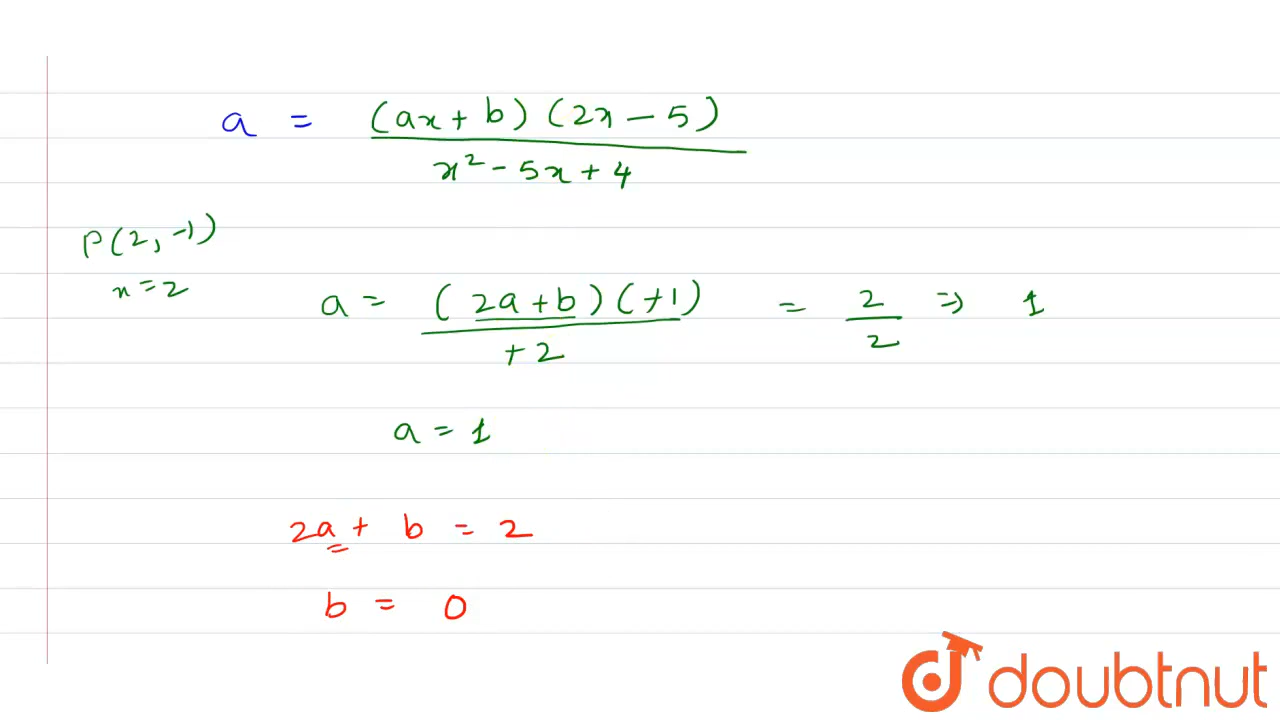 a = (ax + b) (2x - 5) / x² - 5x + 4
P(2, -1)
x = 2
a = (2a + b) (+1) / +2 = 2/2 ⇒ 1
a = 1
2a + b = 2
b = 0
doubtnut